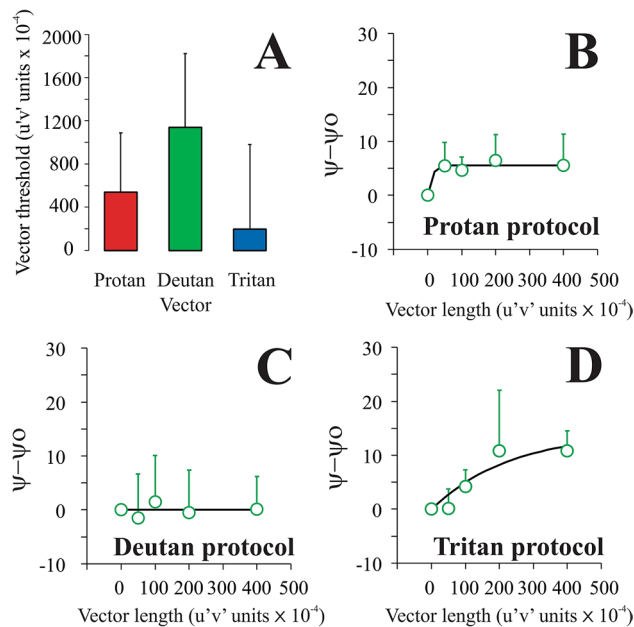 A
Vector threshold (u'v' units x 10⁻⁴)
2000
1600
1200
800
400
0
Protan Deutan Tritan
Vector
B
ψ–ψo
30
20
10
0
-10
Protan protocol
0 100 200 300 400 500
Vector length (u'v' units × 10⁻⁴)
C
ψ–ψo
30
20
10
0
-10
Deutan protocol
0 100 200 300 400 500
Vector length (u'v' units × 10⁻⁴)
D
ψ–ψo
30
20
10
0
-10
Tritan protocol
0 100 200 300 400 500
Vector length (u'v' units × 10⁻⁴)